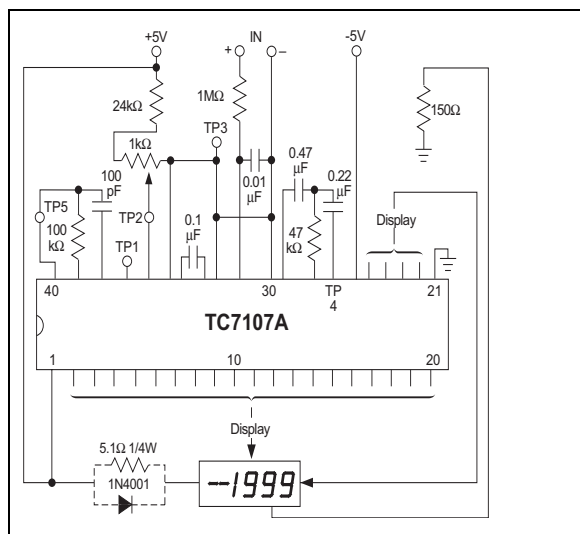 +5V
+ IN –
-5V
24kΩ
1MΩ
150Ω
TP3
1kΩ
0.47
μF
0.22
μF
100
pF
0.01
μF
Display
TP5
TP2
0.1
μF
100
kΩ
47
kΩ
TP1
40
30
TP
4
21
TC7107A
1
10
20
Display
5.1Ω 1/4W
1N4001
--1999